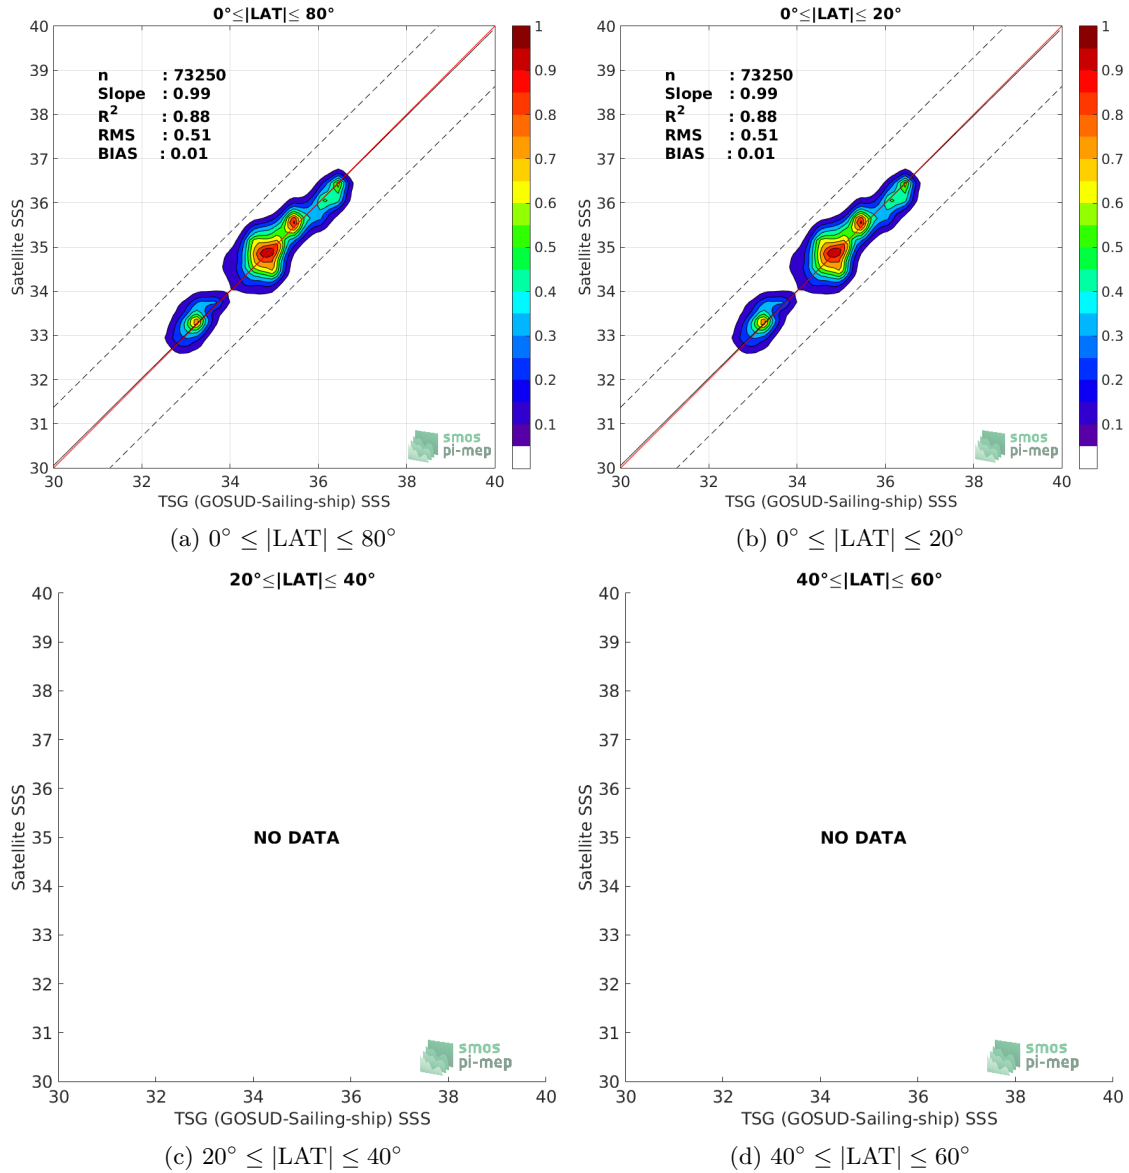 0°≤|LAT|≤ 80°
40
39
38
37
36
35
34
33
32
31
30
30
32
34
36
38
40
Satellite SSS
TSG (GOSUD-Sailing-ship) SSS
n : 73250
Slope : 0.99
R² : 0.88
RMS : 0.51
BIAS : 0.01
smos
pi-mep
1
0.9
0.8
0.7
0.6
0.5
0.4
0.3
0.2
0.1
(a) 0° ≤ |LAT| ≤ 80°
0°≤|LAT|≤ 20°
40
39
38
37
36
35
34
33
32
31
30
30
32
34
36
38
40
Satellite SSS
TSG (GOSUD-Sailing-ship) SSS
n : 73250
Slope : 0.99
R² : 0.88
RMS : 0.51
BIAS : 0.01
smos
pi-mep
1
0.9
0.8
0.7
0.6
0.5
0.4
0.3
0.2
0.1
(b) 0° ≤ |LAT| ≤ 20°
20°≤|LAT|≤ 40°
40
39
38
37
36
35
34
33
32
31
30
30
32
34
36
38
40
Satellite SSS
TSG (GOSUD-Sailing-ship) SSS
NO DATA
smos
pi-mep
(c) 20° ≤ |LAT| ≤ 40°
40°≤|LAT|≤ 60°
40
39
38
37
36
35
34
33
32
31
30
30
32
34
36
38
40
Satellite SSS
TSG (GOSUD-Sailing-ship) SSS
NO DATA
smos
pi-mep
(d) 40° ≤ |LAT| ≤ 60°